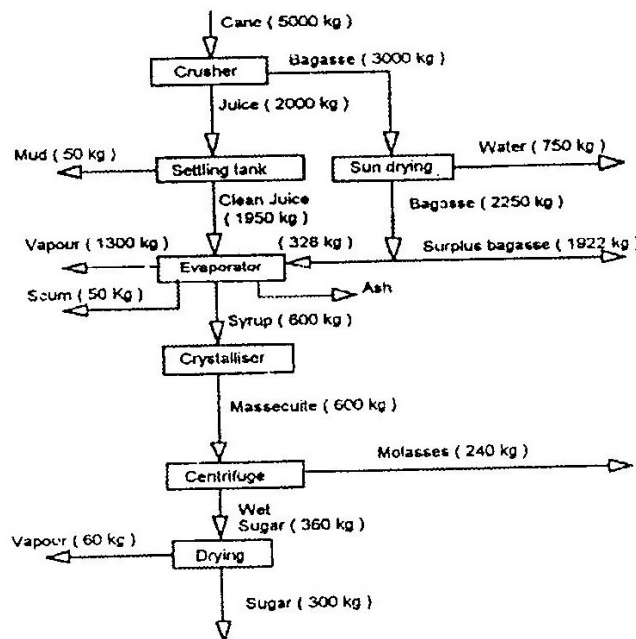 Cane ( 5000 kg )
Bagasse ( 3000 kg )
Crusher
Juice ( 2000 kg )
Mud ( 50 kg )
Settling tank
Sun drying
Water ( 750 kg )
Clean Juice
( 1950 kg )
Bagasse ( 2250 kg )
Vapour ( 1300 kg )
( 328 kg )
Surplus bagasse ( 1922 kg )
Evaporator
Scum ( 50 Kg )
Ash
Syrup ( 600 kg )
Crystalliser
Massecuite ( 600 kg )
Molasses ( 240 kg )
Centrifuge
Wet
Sugar ( 360 kg )
Vapour ( 60 kg )
Drying
Sugar ( 300 kg )